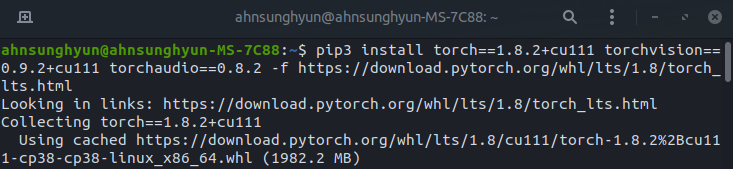 ahnsunghyun@ahnsunghyun-MS-7C88: ~
ahnsunghyun@ahnsunghyun-MS-7C88:~$ pip3 install torch==1.8.2+cu111 torchvision==
0.9.2+cu111 torchaudio==0.8.2 -f https://download.pytorch.org/whl/lts/1.8/torch_
lts.html
Looking in links: https://download.pytorch.org/whl/lts/1.8/torch_lts.html
Collecting torch==1.8.2+cu111
  Using cached https://download.pytorch.org/whl/lts/1.8/cu111/torch-1.8.2%2Bcu11
1-cp38-cp38-linux_x86_64.whl (1982.2 MB)